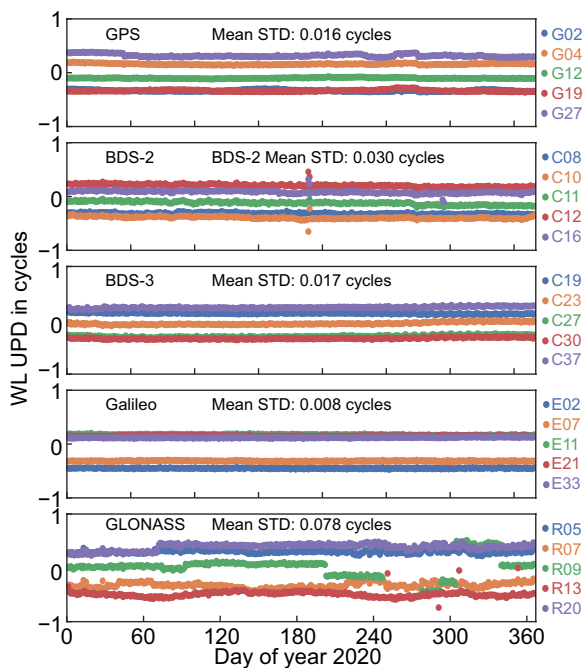 WL UPD in cycles
1
0
−1
GPS Mean STD: 0.016 cycles
G02
G04
G12
G19
G27
1
0
−1
BDS-2 BDS-2 Mean STD: 0.030 cycles
C08
C10
C11
C12
C16
1
0
−1
BDS-3 Mean STD: 0.017 cycles
C19
C23
C27
C30
C37
1
0
−1
Galileo Mean STD: 0.008 cycles
E02
E07
E11
E21
E33
1
0
−1
GLONASS Mean STD: 0.078 cycles
R05
R07
R09
R13
R20
0 60 120 180 240 300 360
Day of year 2020